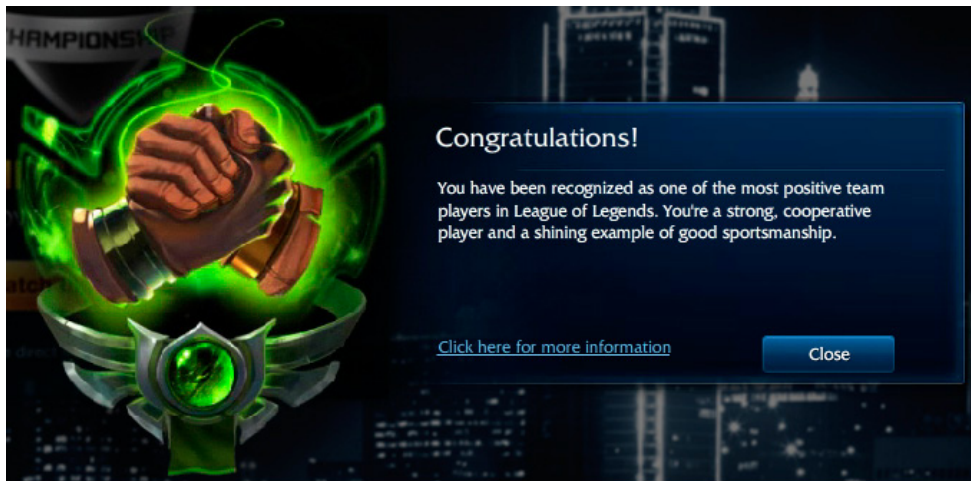 HAMPIONSHIP
Congratulations!
You have been recognized as one of the most positive team
players in League of Legends. You're a strong, cooperative
player and a shining example of good sportsmanship.
Click here for more information
Close